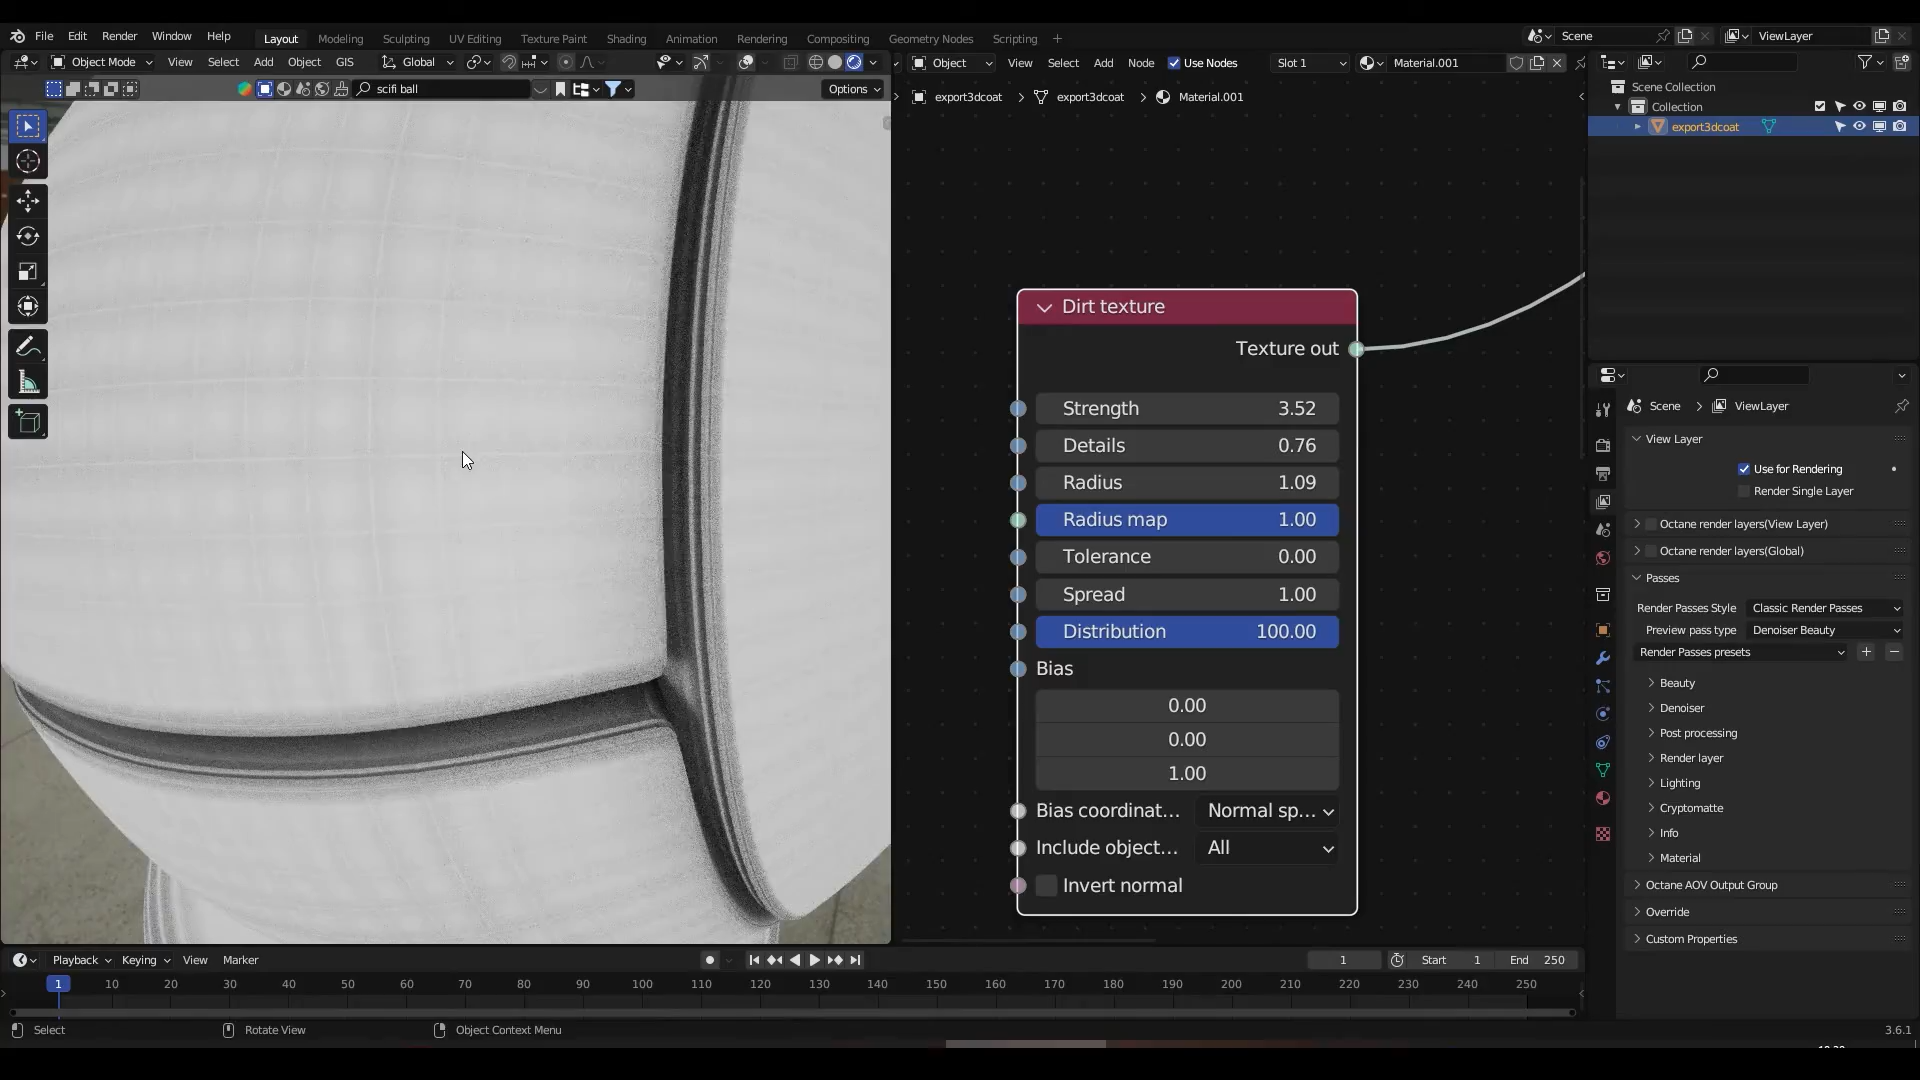 File Edit Render Window Help Layout Modeling Sculpting UV Editing Texture Paint Shading Animation Rendering Compositing Geometry Nodes Scripting + Scene ViewLayer
Object Mode View Select Add Object GIS Global Object View Select Add Node Use Nodes Slot 1 Material.001
scifi ball Options
export3dcoat > export3dcoat > Material.001
Scene Collection
Collection
export3dcoat
Dirt texture
Texture out
Strength 3.52
Details 0.76
Radius 1.09
Radius map 1.00
Tolerance 0.00
Spread 1.00
Distribution 100.00
Bias
0.00
0.00
1.00
Bias coordinat... Normal sp...
Include object... All
Invert normal
Scene > ViewLayer
View Layer
Use for Rendering
Render Single Layer
Octane render layers(View Layer)
Octane render layers(Global)
Passes
Render Passes Style Classic Render Passes
Preview pass type Denoiser Beauty
Render Passes presets
Beauty
Denoiser
Post processing
Render layer
Lighting
Cryptomatte
Info
Material
Octane AOV Output Group
Override
Custom Properties
Playback Keying View Marker 1 Start 1 End 250
1 10 20 30 40 50 60 70 80 90 100 110 120 130 140 150 160 170 180 190 200 210 220 230 240 250
Select Rotate View Object Context Menu 3.6.1